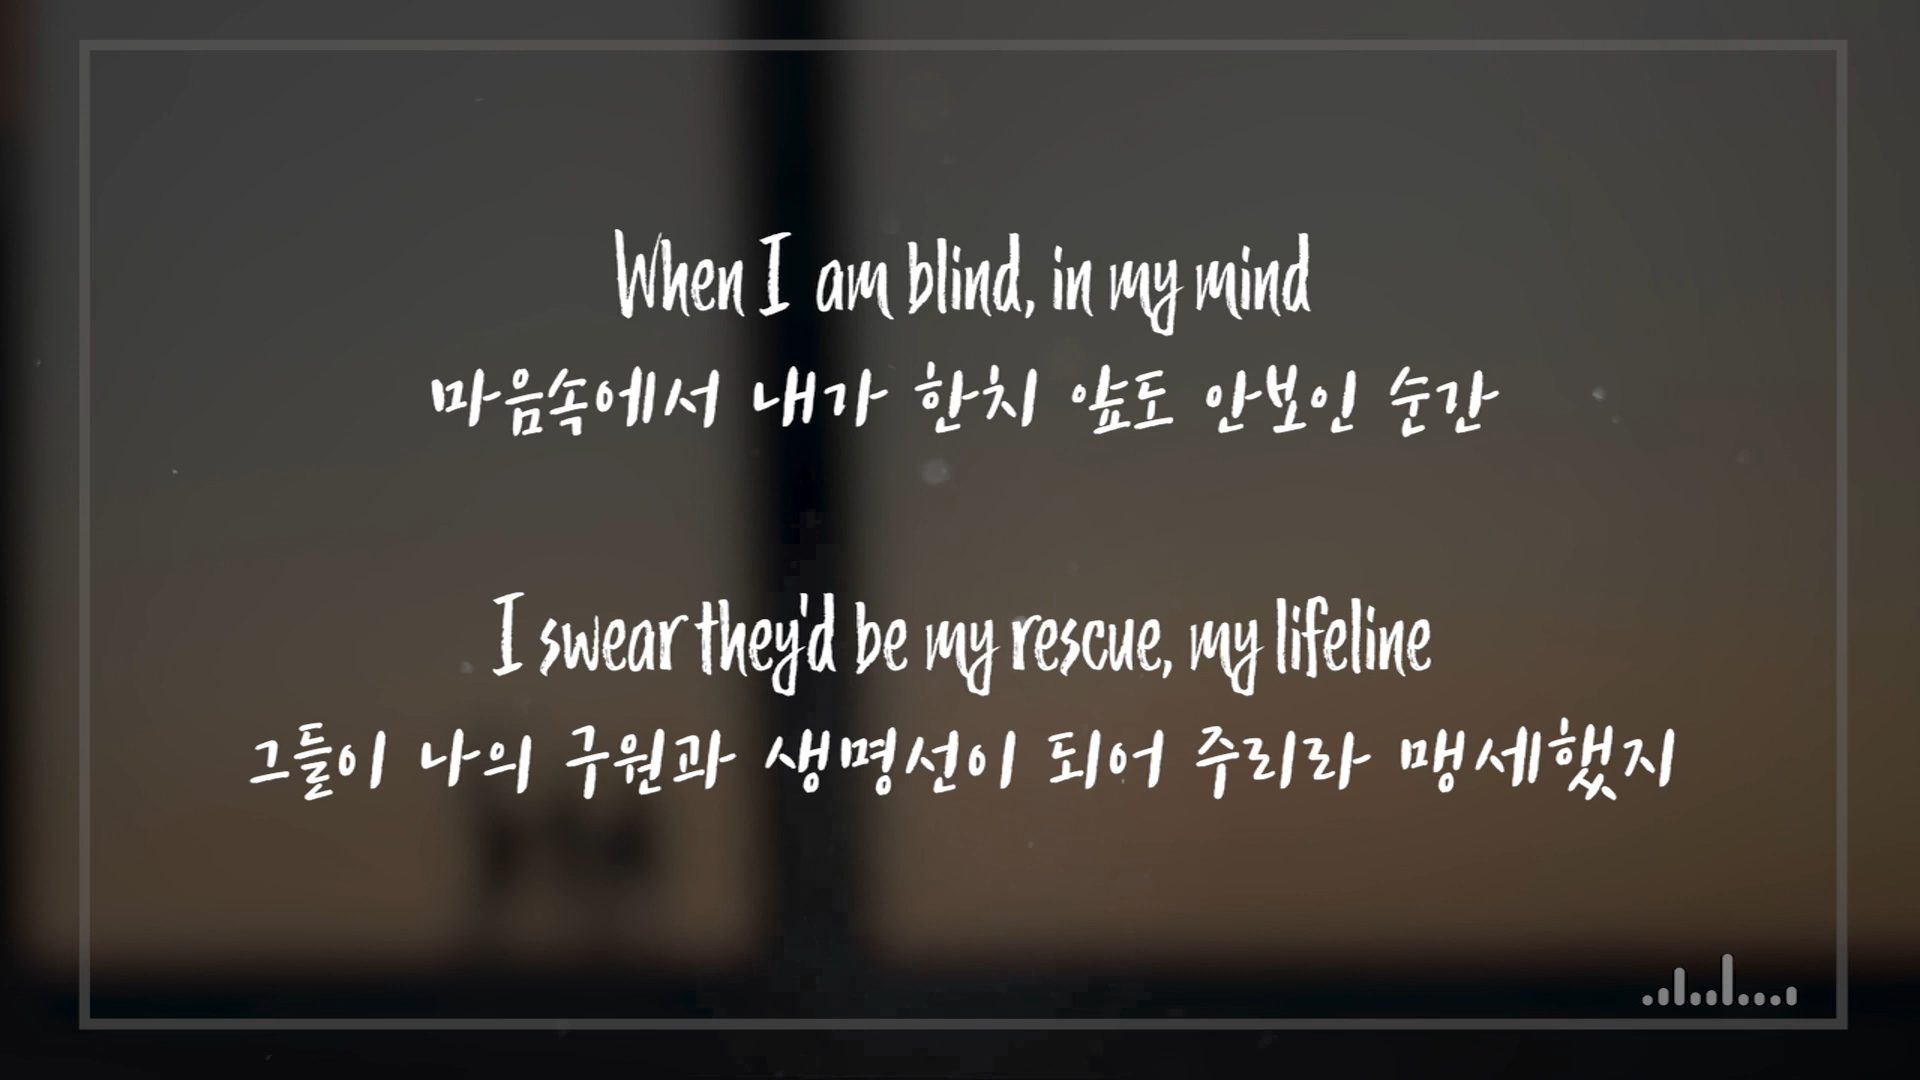 When I am blind, in my mind
마음속에서 내가 한치 앞도 안보인 순간
I swear they'd be my rescue, my lifeline
그들이 나의 구원과 생명선이 되어 주리라 맹세했지